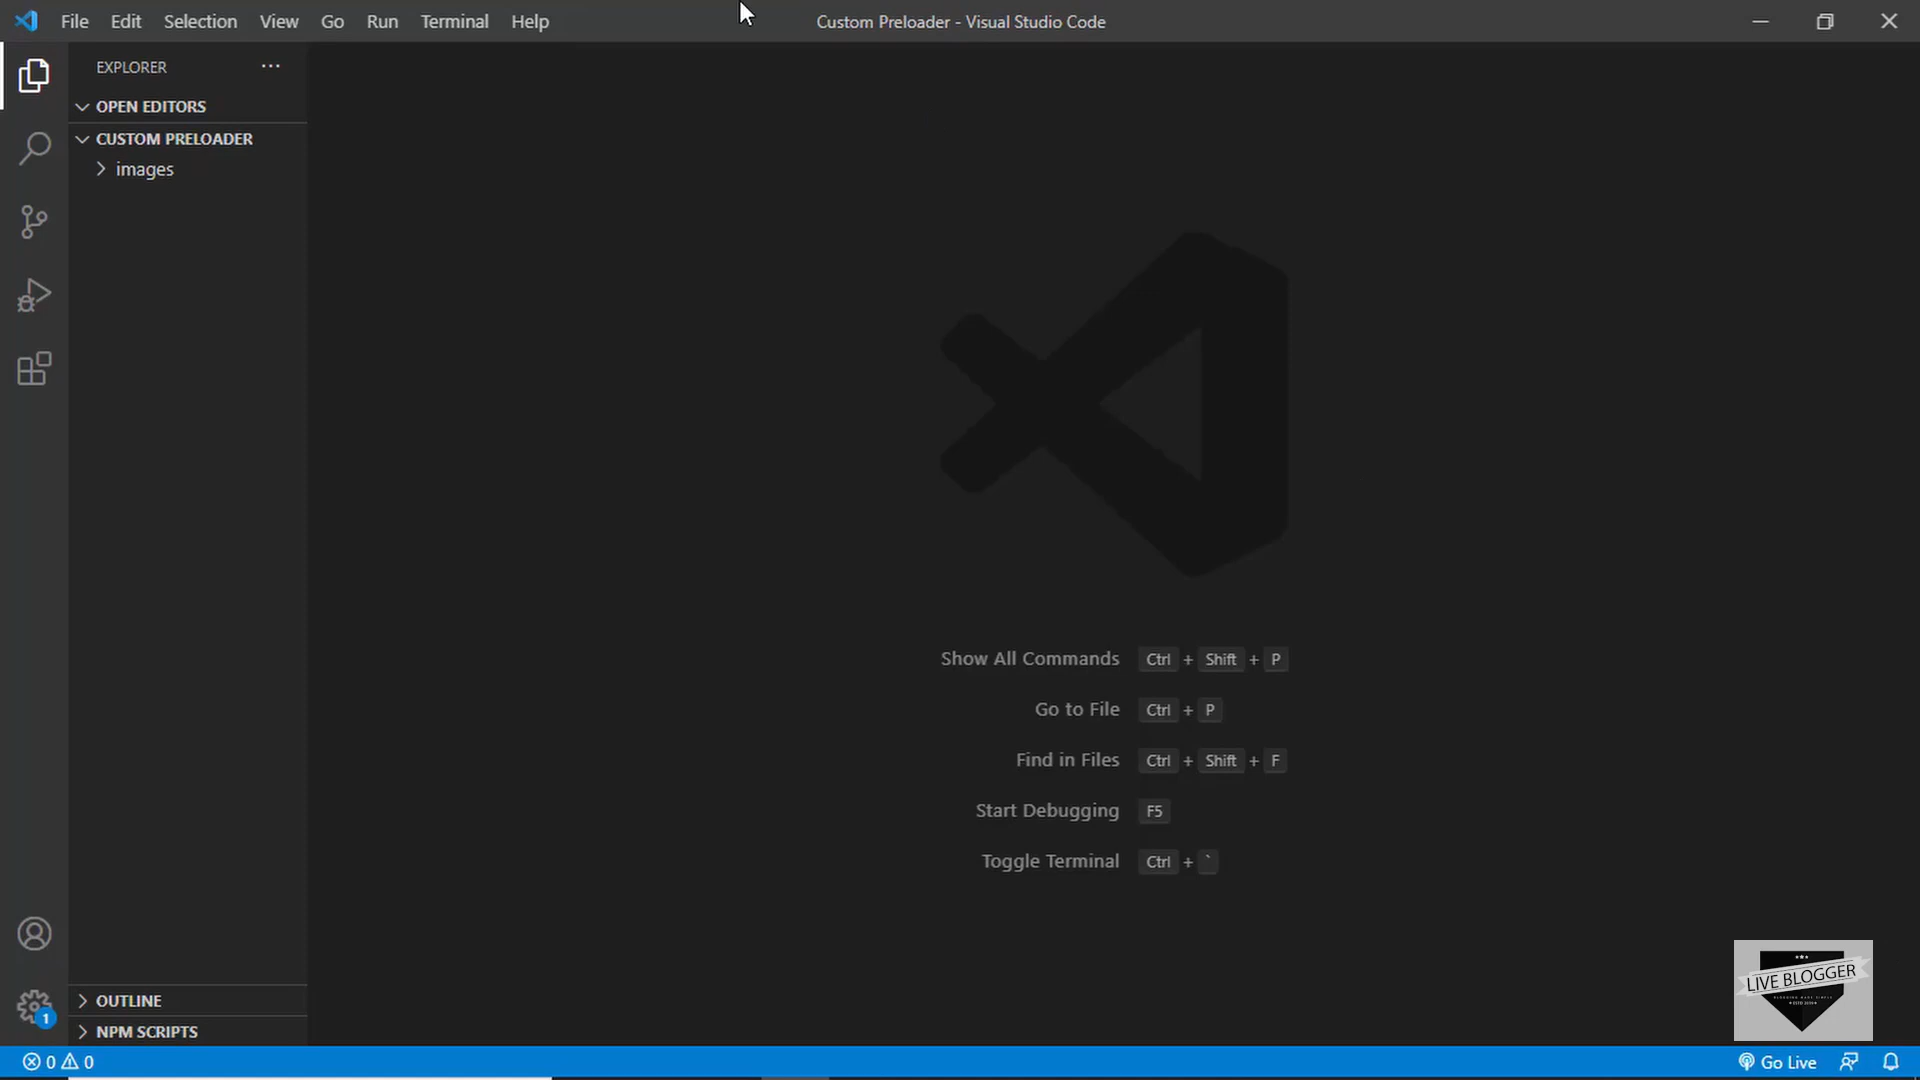 File Edit Selection View Go Run Terminal Help
Custom Preloader - Visual Studio Code
EXPLORER
OPEN EDITORS
CUSTOM PRELOADER
images
Show All Commands Ctrl + Shift + P
Go to File Ctrl + P
Find in Files Ctrl + Shift + F
Start Debugging F5
Toggle Terminal Ctrl + `
LIVE BLOGGER
OUTLINE
1
NPM SCRIPTS
0 0
Go Live